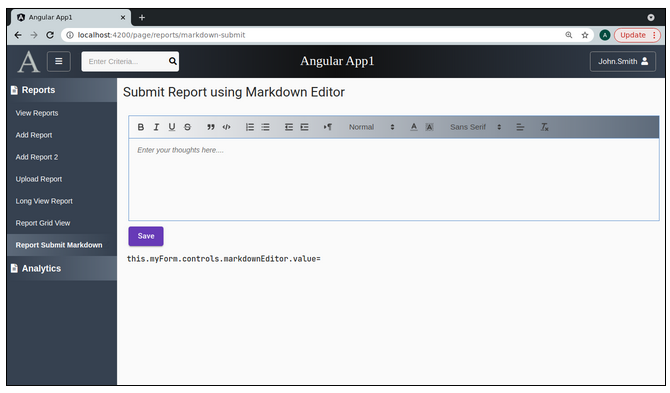 Angular App1
localhost:4200/page/reports/markdown-submit
A
Update
A
Enter Criteria...
Angular App1
John.Smith
Reports
View Reports
Add Report
Add Report 2
Upload Report
Long View Report
Report Grid View
Report Submit Markdown
Analytics
Submit Report using Markdown Editor
B I U S
Normal
A A
Sans Serif
Enter your thoughts here....
Save
this.myForm.controls.markdownEditor.value=